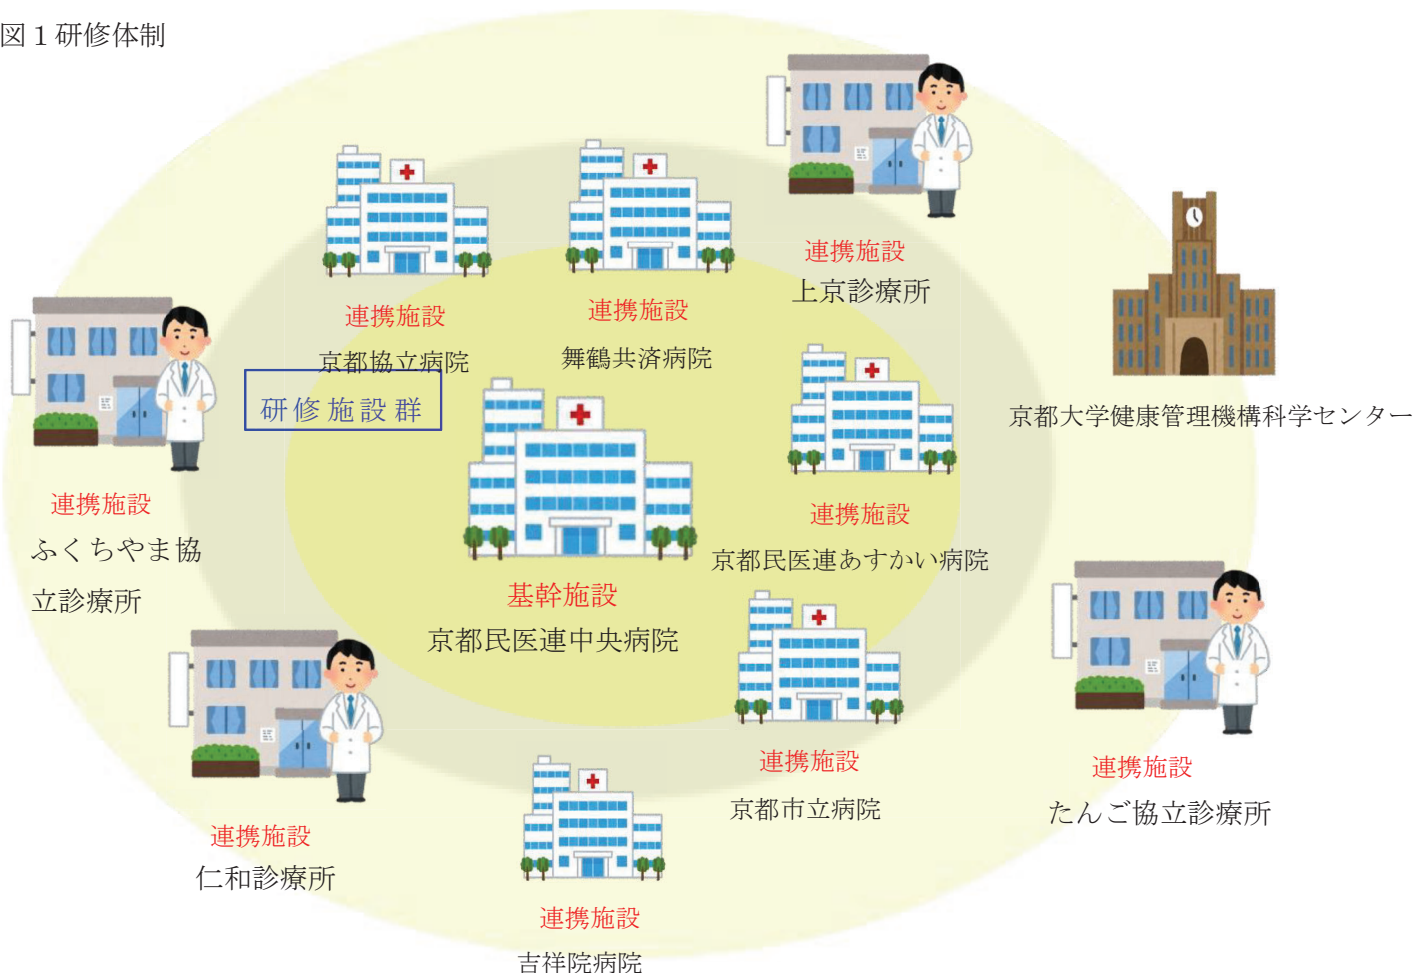 図１研修体制
連携施設
上京診療所
連携施設
京都協立病院
連携施設
舞鶴共済病院
研修施設群
京都大学健康管理機構科学センター
連携施設
ふくちやま協
立診療所
連携施設
京都民医連あすかい病院
基幹施設
京都民医連中央病院
連携施設
京都市立病院
連携施設
たんご協立診療所
連携施設
仁和診療所
連携施設
吉祥院病院